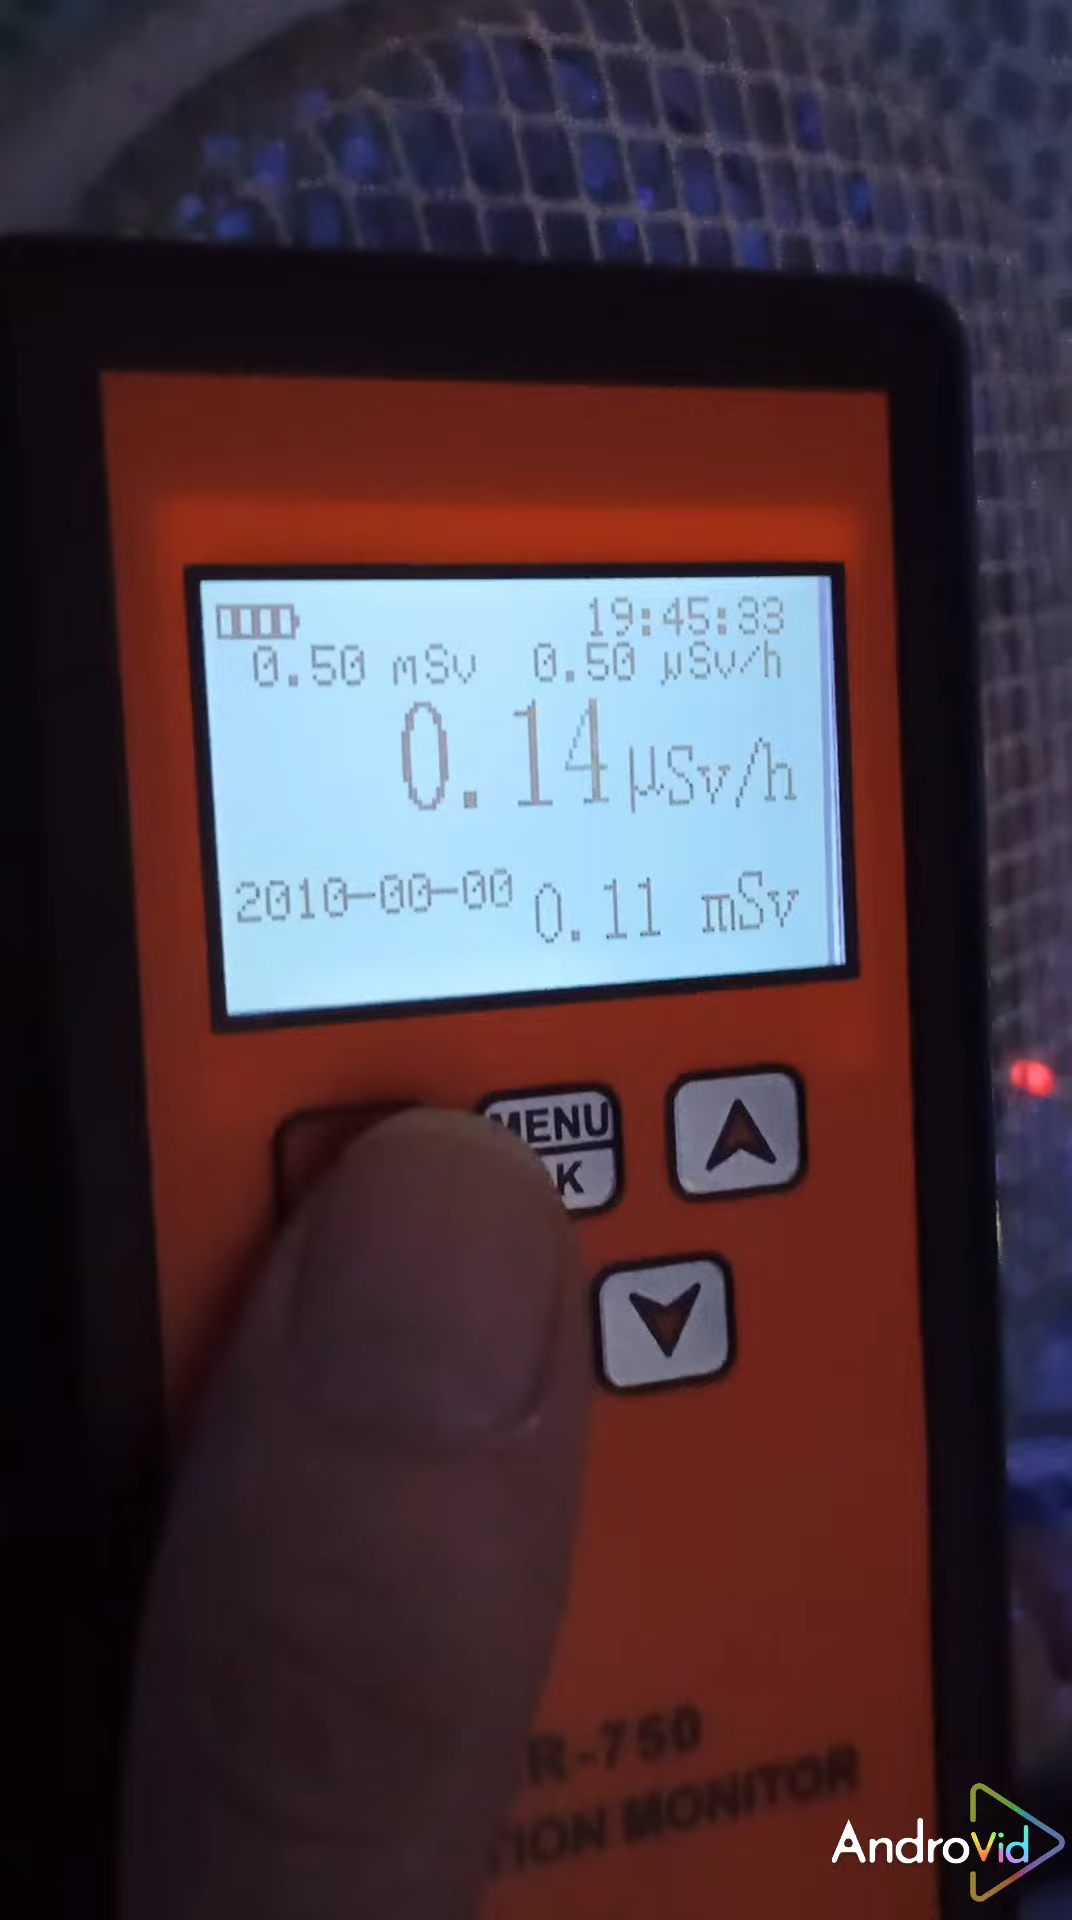 19:45:33
0.50 mSv 0.50 µSv/h
0.14 µSv/h
2010-00-00 0.11 mSv
MENU
K
R-750
TION MONITOR
AndroVid